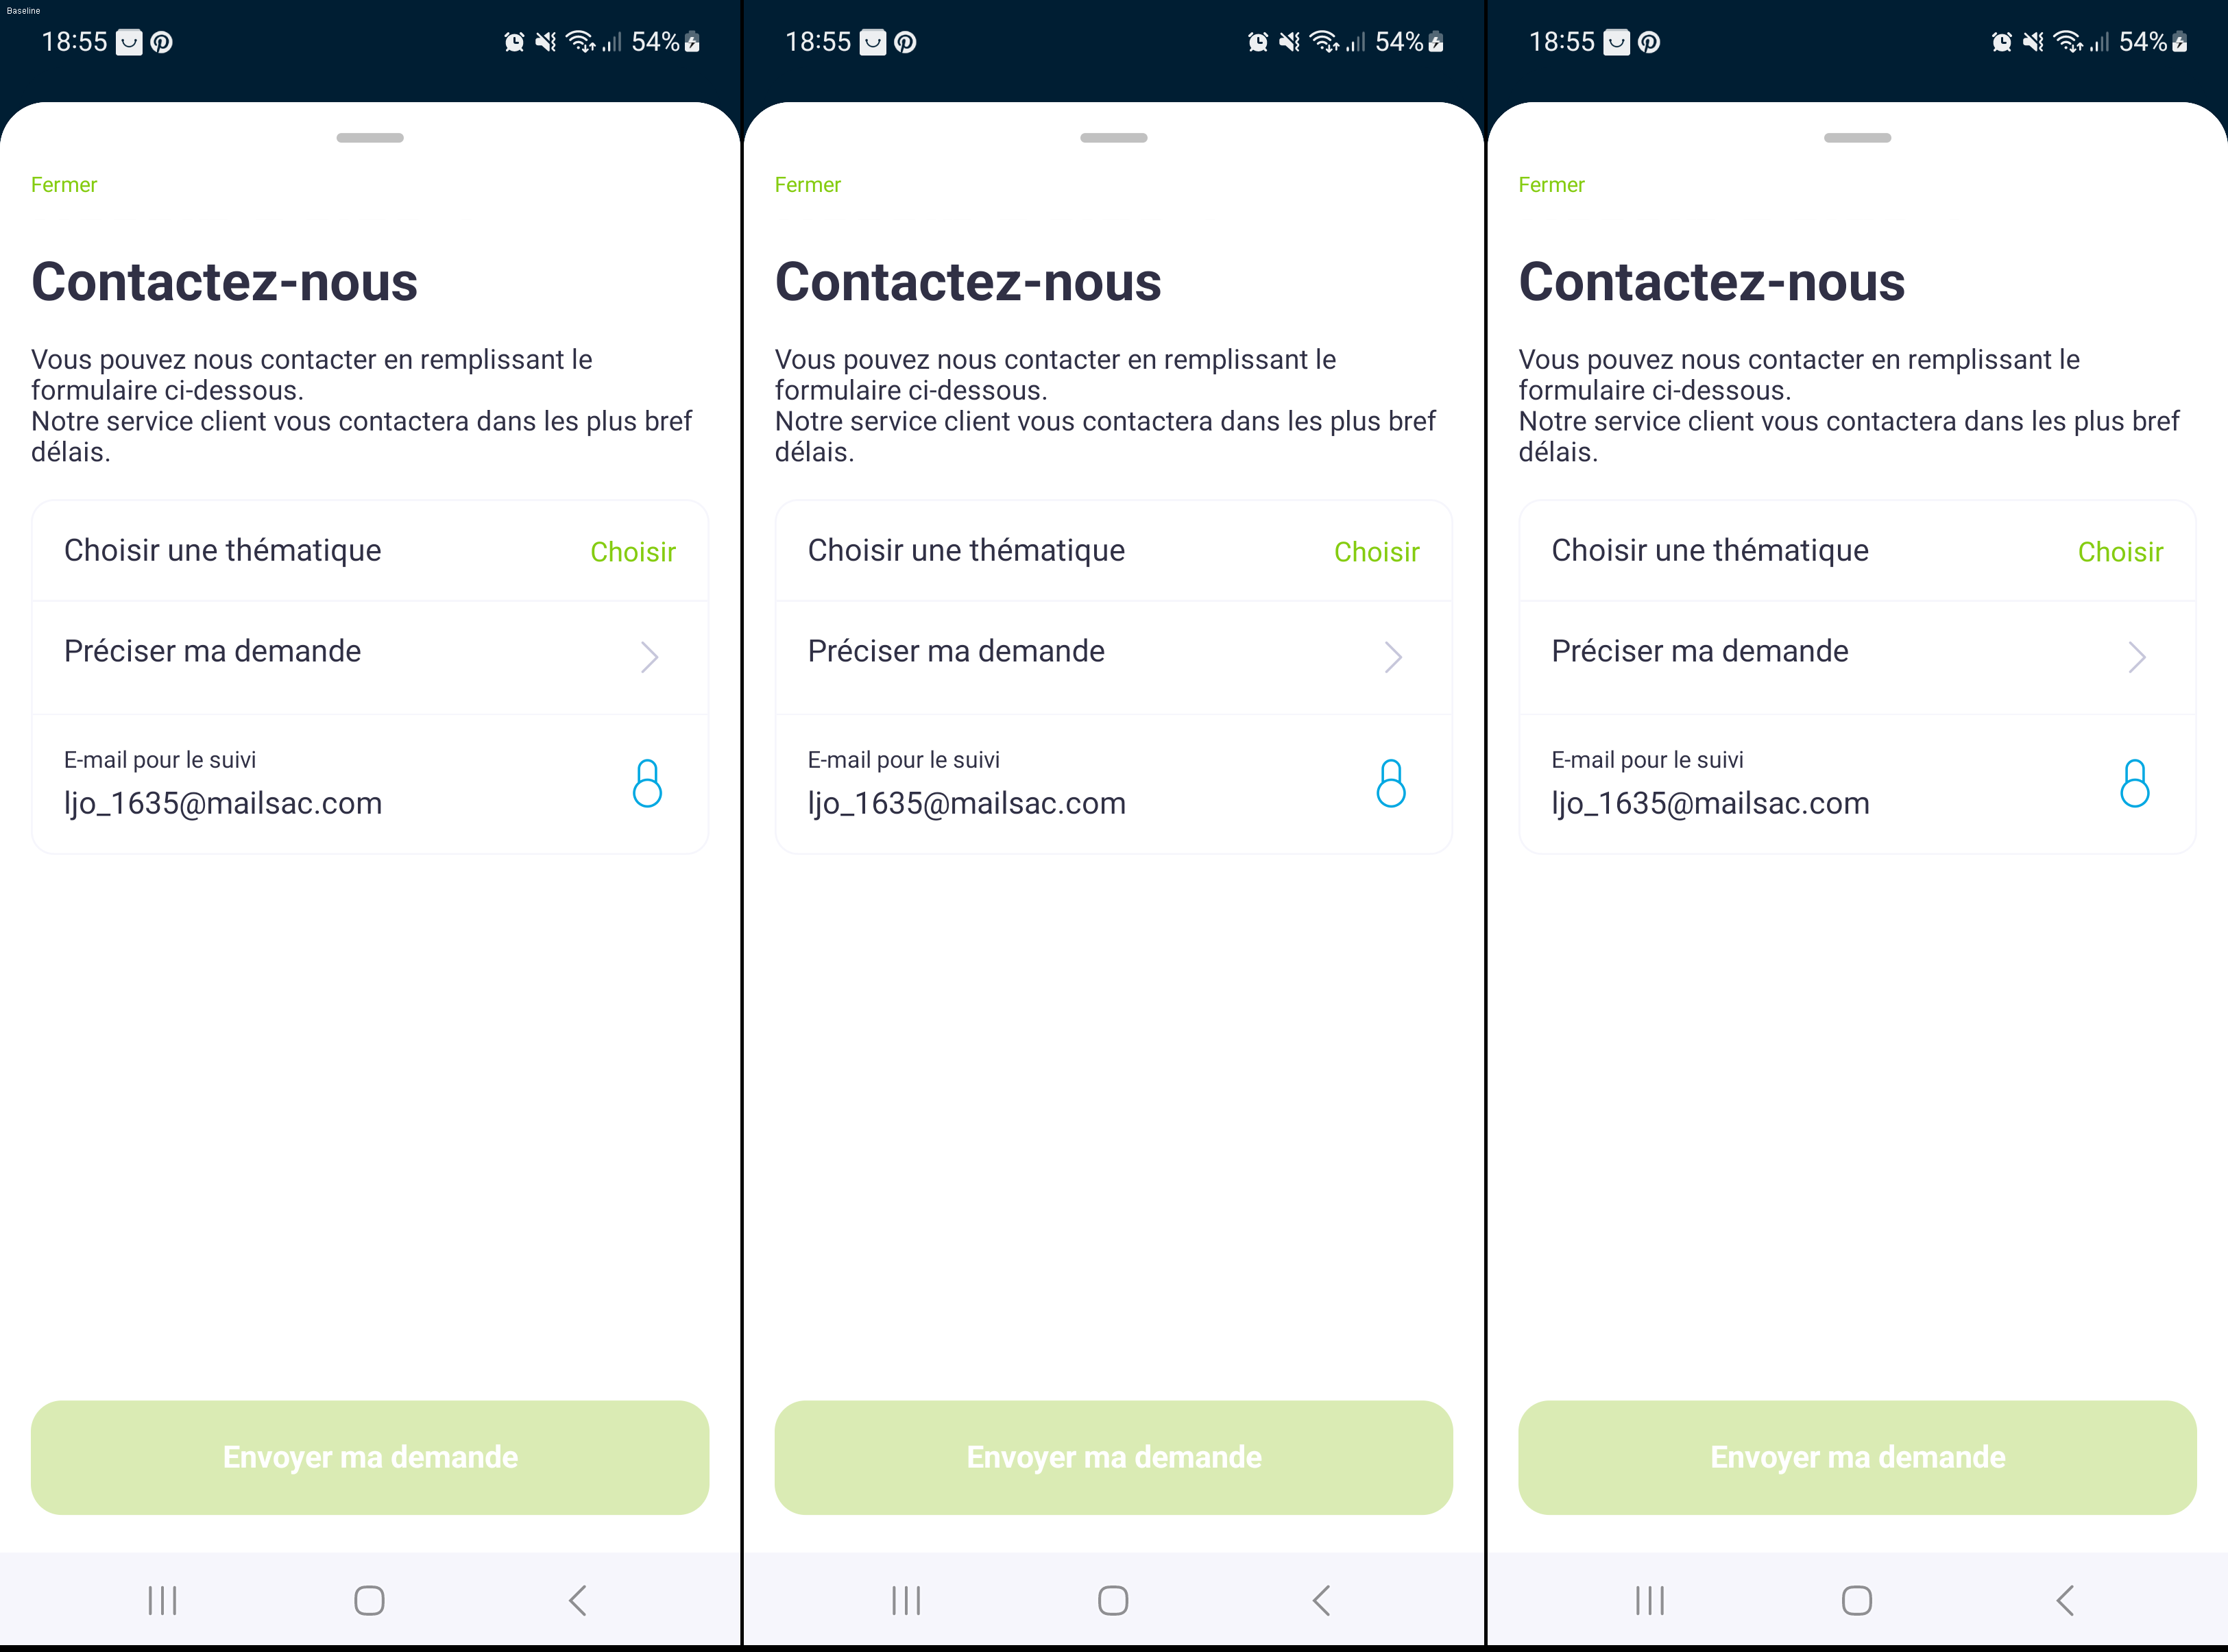 Baseline
18:55 54%
Fermer
Contactez-nous
Vous pouvez nous contacter en remplissant le
formulaire ci-dessous.
Notre service client vous contactera dans les plus bref
délais.
Choisir une thématique Choisir
Préciser ma demande
E-mail pour le suivi
ljo_1635@mailsac.com
Envoyer ma demande
18:55 54%
Fermer
Contactez-nous
Vous pouvez nous contacter en remplissant le
formulaire ci-dessous.
Notre service client vous contactera dans les plus bref
délais.
Choisir une thématique Choisir
Préciser ma demande
E-mail pour le suivi
ljo_1635@mailsac.com
Envoyer ma demande
18:55 54%
Fermer
Contactez-nous
Vous pouvez nous contacter en remplissant le
formulaire ci-dessous.
Notre service client vous contactera dans les plus bref
délais.
Choisir une thématique Choisir
Préciser ma demande
E-mail pour le suivi
ljo_1635@mailsac.com
Envoyer ma demande